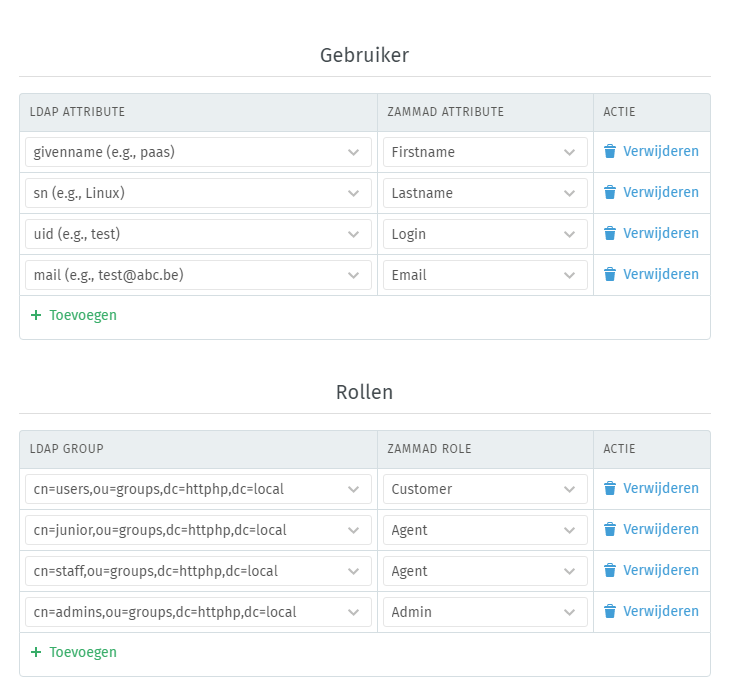 Gebruiker
LDAP ATTRIBUTE ZAMMAD ATTRIBUTE ACTIE
givenname (e.g., paas) Firstname Verwijderen
sn (e.g., Linux) Lastname Verwijderen
uid (e.g., test) Login Verwijderen
mail (e.g., test@abc.be) Email Verwijderen
+ Toevoegen
Rollen
LDAP GROUP ZAMMAD ROLE ACTIE
cn=users,ou=groups,dc=httphp,dc=local Customer Verwijderen
cn=junior,ou=groups,dc=httphp,dc=local Agent Verwijderen
cn=staff,ou=groups,dc=httphp,dc=local Agent Verwijderen
cn=admins,ou=groups,dc=httphp,dc=local Admin Verwijderen
+ Toevoegen